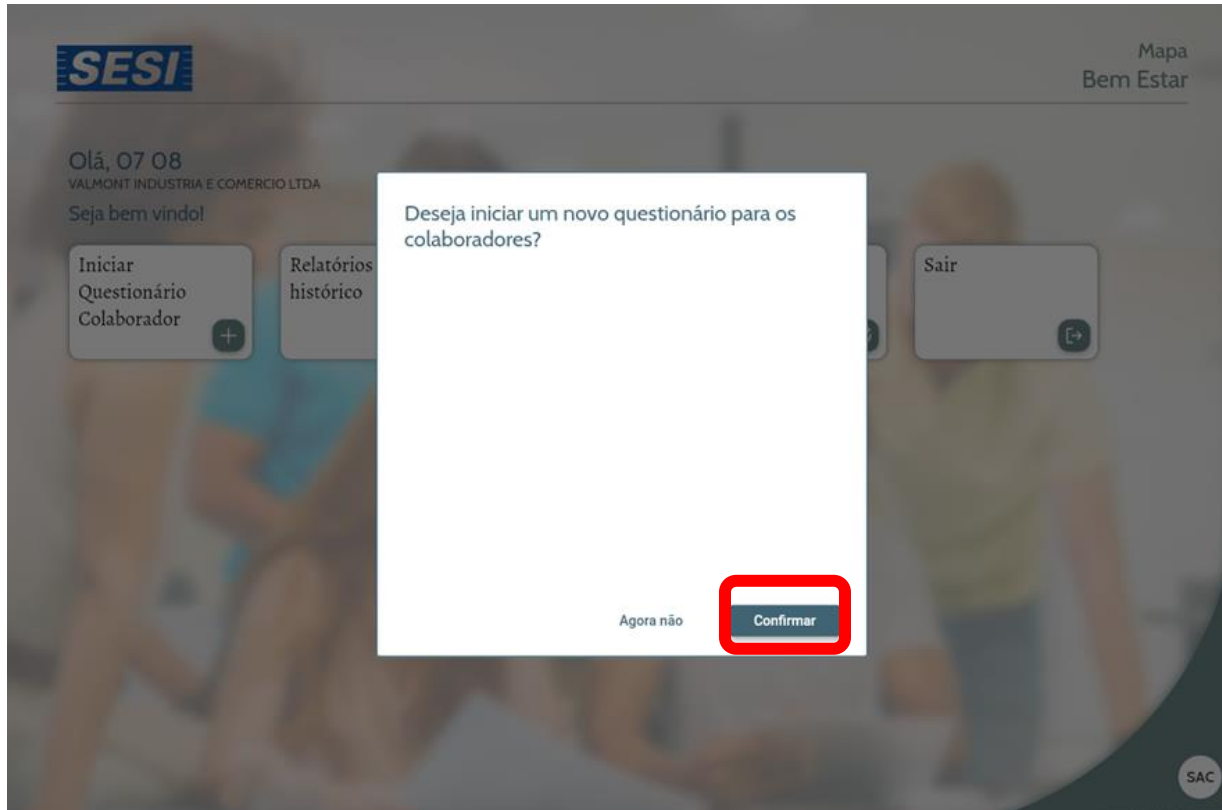 SESI
Mapa
Bem Estar
Olá, 07 08
VALMONT INDUSTRIA E COMERCIO LTDA
Seja bem vindo!
Deseja iniciar um novo questionário para os
colaboradores?
Iniciar
Questionário
Colaborador
Relatórios
histórico
Sair
Agora não
Confirmar
SAC